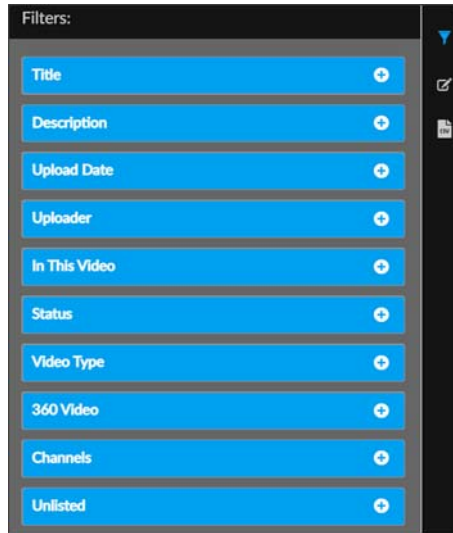 Filters:
Title
Description
Upload Date
Uploader
In This Video
Status
Video Type
360 Video
Channels
Unlisted